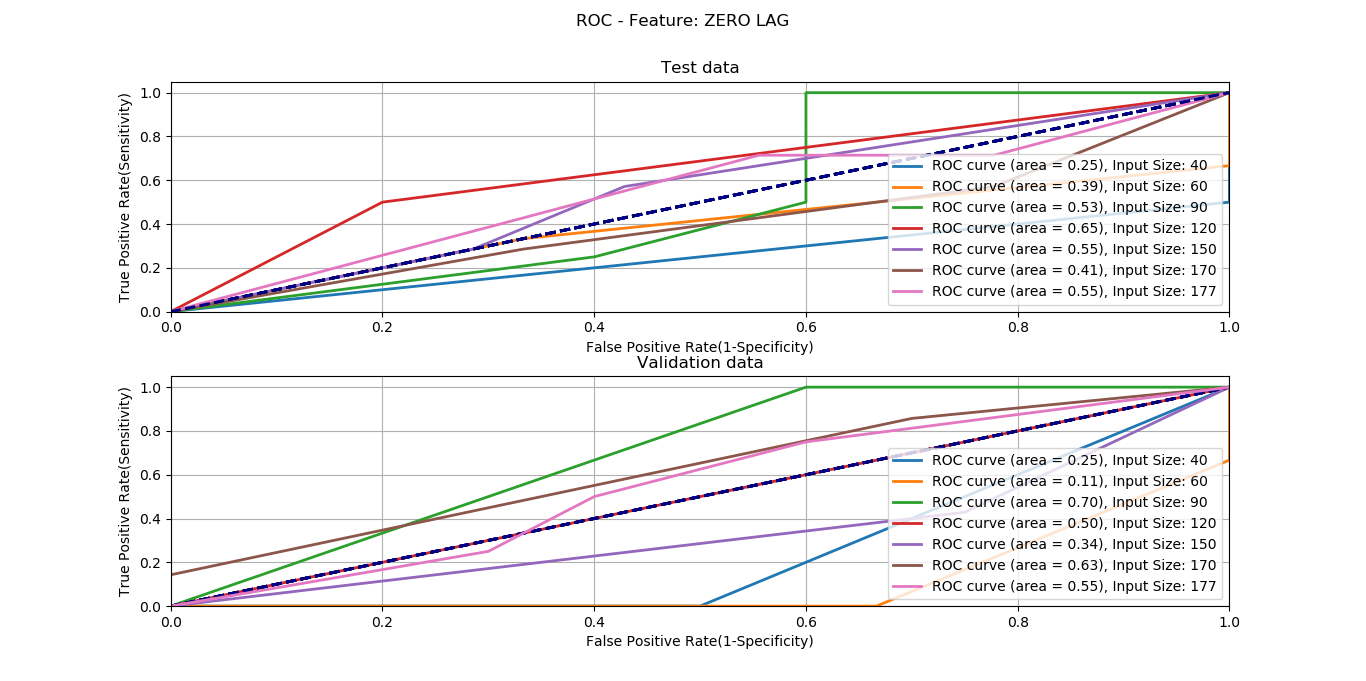 ROC - Feature: ZERO LAG
Test data
True Positive Rate(Sensitivity)
1.0
0.8
0.6
0.4
0.2
0.0
ROC curve (area = 0.25), Input Size: 40
ROC curve (area = 0.39), Input Size: 60
ROC curve (area = 0.53), Input Size: 90
ROC curve (area = 0.65), Input Size: 120
ROC curve (area = 0.55), Input Size: 150
ROC curve (area = 0.41), Input Size: 170
ROC curve (area = 0.55), Input Size: 177
0.0 0.2 0.4 0.6 0.8 1.0
False Positive Rate(1-Specificity)
Validation data
True Positive Rate(Sensitivity)
1.0
0.8
0.6
0.4
0.2
0.0
ROC curve (area = 0.25), Input Size: 40
ROC curve (area = 0.11), Input Size: 60
ROC curve (area = 0.70), Input Size: 90
ROC curve (area = 0.50), Input Size: 120
ROC curve (area = 0.34), Input Size: 150
ROC curve (area = 0.63), Input Size: 170
ROC curve (area = 0.55), Input Size: 177
0.0 0.2 0.4 0.6 0.8 1.0
False Positive Rate(1-Specificity)